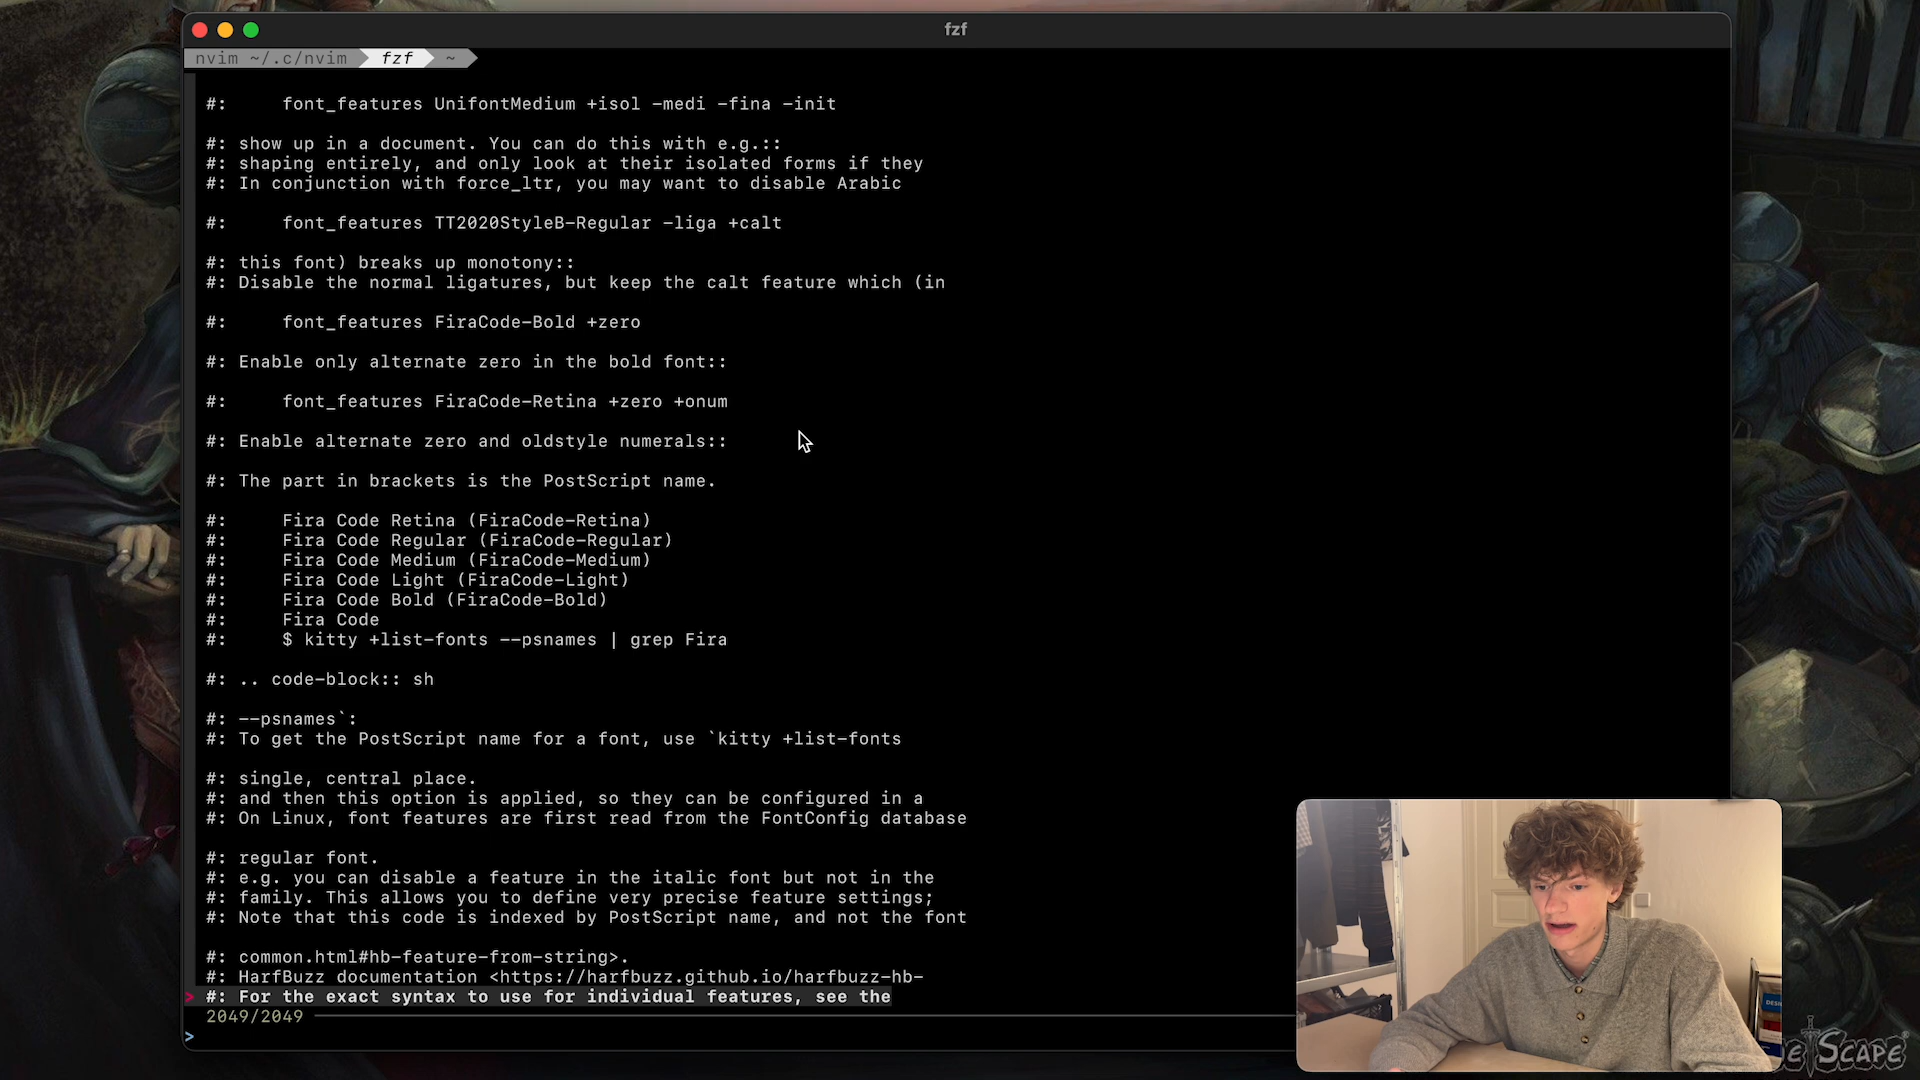 fzf
nvim ~/.c/nvim fzf ~
#:     font_features UnifontMedium +isol -medi -fina -init
#: show up in a document. You can do this with e.g.::
#: shaping entirely, and only look at their isolated forms if they
#: In conjunction with force_ltr, you may want to disable Arabic
#:     font_features TT2020StyleB-Regular -liga +calt
#: this font) breaks up monotony::
#: Disable the normal ligatures, but keep the calt feature which (in
#:     font_features FiraCode-Bold +zero
#: Enable only alternate zero in the bold font::
#:     font_features FiraCode-Retina +zero +onum
#: Enable alternate zero and oldstyle numerals::
#: The part in brackets is the PostScript name.
#:     Fira Code Retina (FiraCode-Retina)
#:     Fira Code Regular (FiraCode-Regular)
#:     Fira Code Medium (FiraCode-Medium)
#:     Fira Code Light (FiraCode-Light)
#:     Fira Code Bold (FiraCode-Bold)
#:     Fira Code
#:     $ kitty +list-fonts --psnames | grep Fira
#: .. code-block:: sh
#: --psnames`:
#: To get the PostScript name for a font, use `kitty +list-fonts
#: single, central place.
#: and then this option is applied, so they can be configured in a
#: On Linux, font features are first read from the FontConfig database
#: regular font.
#: e.g. you can disable a feature in the italic font but not in the
#: family. This allows you to define very precise feature settings;
#: Note that this code is indexed by PostScript name, and not the font
#: common.html#hb-feature-from-string>.
#: HarfBuzz documentation <https://harfbuzz.github.io/harfbuzz-hb-
> #: For the exact syntax to use for individual features, see the
2049/2049
>
DES
eScape